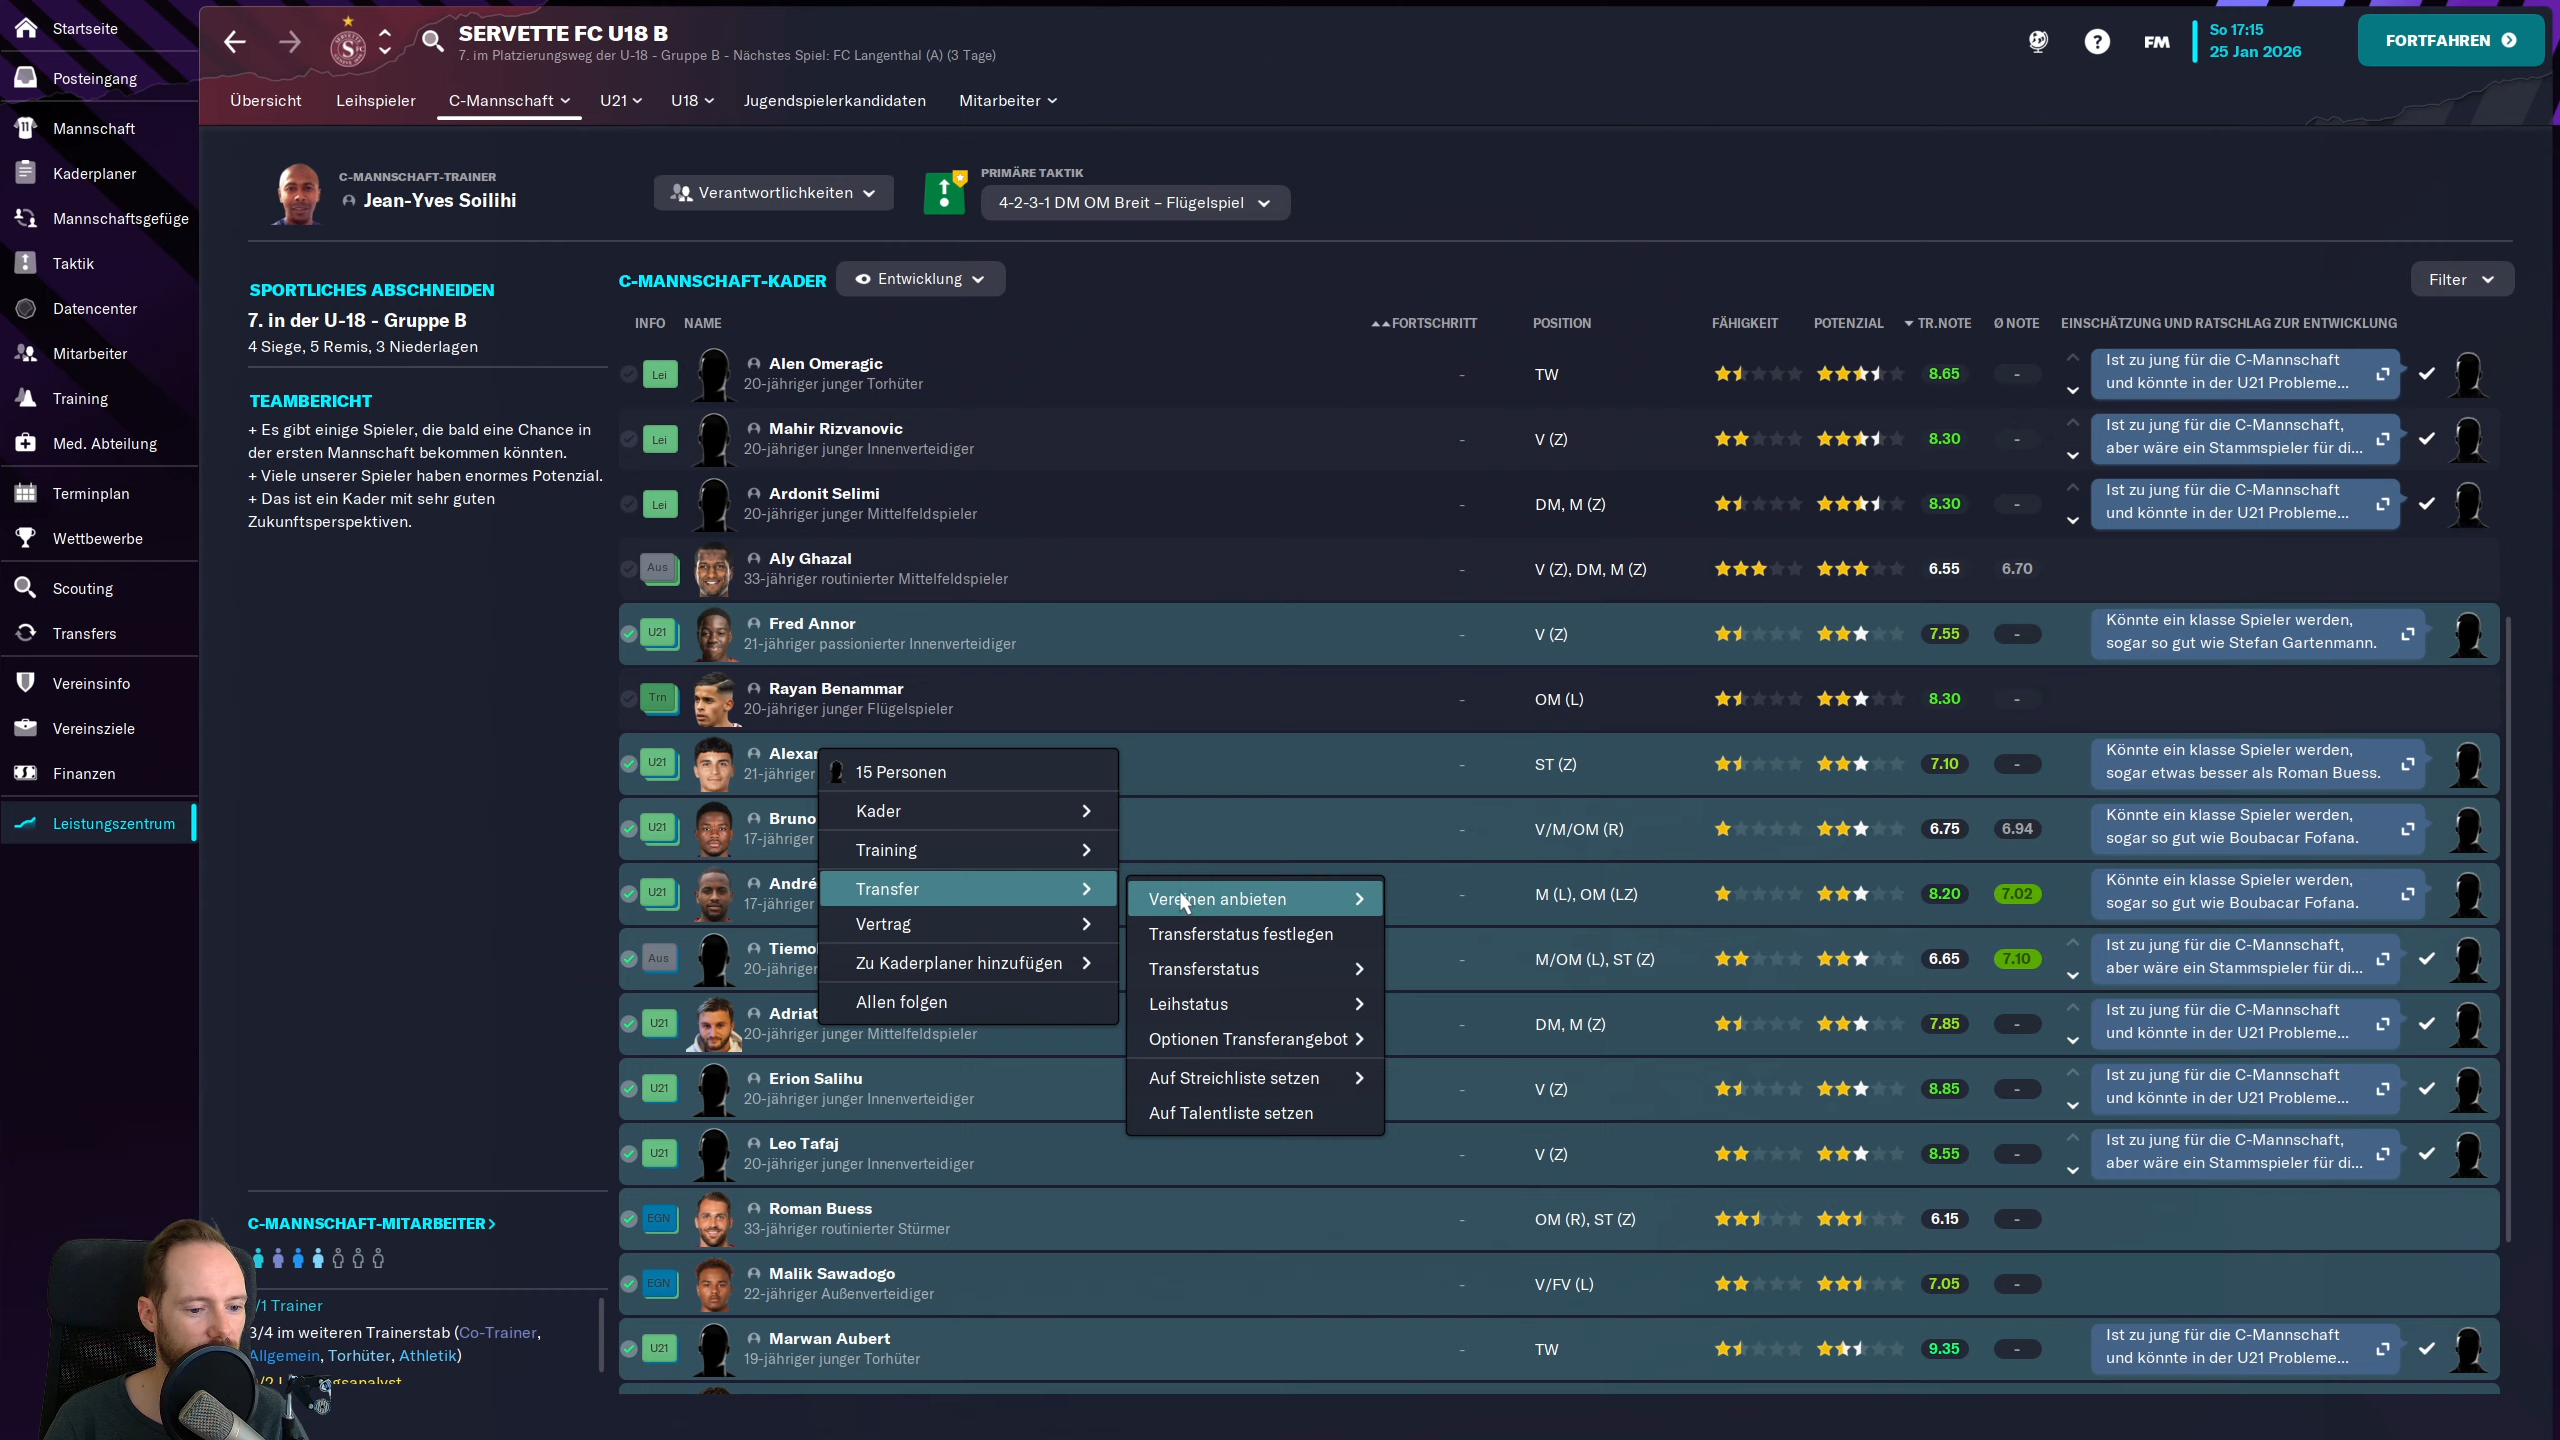 Startseite
Posteingang
Mannschaft
Kaderplaner
Mannschaftsgefüge
Taktik
Datencenter
Mitarbeiter
Training
Med. Abteilung
Terminplan
Wettbewerbe
Scouting
Transfers
Vereinsinfo
Vereinsziele
Finanzen
Leistungszentrum
SERVETTE FC U18 B
7. im Platzierungsweg der U-18 - Gruppe B - Nächstes Spiel: FC Langenthal (A) (3 Tage)
FM
So 17:15
25 Jan 2026
FORTFAHREN
Übersicht
Leihspieler
C-Mannschaft
U21
U18
Jugendspielerkandidaten
Mitarbeiter
C-MANNSCHAFT-TRAINER
Jean-Yves Soilihi
Verantwortlichkeiten
PRIMÄRE TAKTIK
4-2-3-1 DM OM Breit – Flügelspiel
SPORTLICHES ABSCHNEIDEN
7. in der U-18 - Gruppe B
4 Siege, 5 Remis, 3 Niederlagen
TEAMBERICHT
+ Es gibt einige Spieler, die bald eine Chance in
der ersten Mannschaft bekommen könnten.
+ Viele unserer Spieler haben enormes Potenzial.
+ Das ist ein Kader mit sehr guten
Zukunftsperspektiven.
C-MANNSCHAFT-MITARBEITER
/1 Trainer
3/4 im weiteren Trainerstab (Co-Trainer,
Allgemein, Torhüter, Athletik)
C-MANNSCHAFT-KADER
Entwicklung
Filter
INFO NAME FORTSCHRITT POSITION FÄHIGKEIT POTENZIAL TR.NOTE Ø NOTE EINSCHÄTZUNG UND RATSCHLAG ZUR ENTWICKLUNG
Lei Alen Omeragic - TW 8.65 - Ist zu jung für die C-Mannschaft
20-jähriger junger Torhüter und könnte in der U21 Probleme...
Lei Mahir Rizvanovic - V (Z) 8.30 - Ist zu jung für die C-Mannschaft,
20-jähriger junger Innenverteidiger aber wäre ein Stammspieler für di...
Lei Ardonit Selimi - DM, M (Z) 8.30 - Ist zu jung für die C-Mannschaft
20-jähriger junger Mittelfeldspieler und könnte in der U21 Probleme...
Aus Aly Ghazal - V (Z), DM, M (Z) 6.55 6.70
33-jähriger routinierter Mittelfeldspieler
U21 Fred Annor - V (Z) 7.55 - Könnte ein klasse Spieler werden,
21-jähriger passionierter Innenverteidiger sogar so gut wie Stefan Gartenmann.
Trn Rayan Benammar - OM (L) 8.30 -
20-jähriger junger Flügelspieler
U21 Alexa - ST (Z) 7.10 - Könnte ein klasse Spieler werden,
21-jähriger sogar etwas besser als Roman Buess.
U21 Bruno - V/M/OM (R) 6.75 6.94 Könnte ein klasse Spieler werden,
17-jähriger sogar so gut wie Boubacar Fofana.
U21 André - M (L), OM (LZ) 8.20 7.02 Könnte ein klasse Spieler werden,
17-jähriger sogar so gut wie Boubacar Fofana.
Aus Tiemo - M/OM (L), ST (Z) 6.65 7.10 Ist zu jung für die C-Mannschaft,
20-jähriger aber wäre ein Stammspieler für di...
U21 Adriat - DM, M (Z) 7.85 - Ist zu jung für die C-Mannschaft
20-jähriger junger Mittelfeldspieler und könnte in der U21 Probleme...
U21 Erion Salihu - V (Z) 8.85 - Ist zu jung für die C-Mannschaft
20-jähriger junger Innenverteidiger und könnte in der U21 Probleme...
U21 Leo Tafaj - V (Z) 8.55 - Ist zu jung für die C-Mannschaft,
20-jähriger junger Innenverteidiger aber wäre ein Stammspieler für di...
EGN Roman Buess - OM (R), ST (Z) 6.15 -
33-jähriger routinierter Stürmer
EGN Malik Sawadogo - V/FV (L) 7.05 -
22-jähriger Außenverteidiger
U21 Marwan Aubert - TW 9.35 - Ist zu jung für die C-Mannschaft
19-jähriger junger Torhüter und könnte in der U21 Probleme...
15 Personen
Kader
Training
Transfer
Vertrag
Zu Kaderplaner hinzufügen
Allen folgen
Vereinen anbieten
Transferstatus festlegen
Transferstatus
Leihstatus
Optionen Transferangebot
Auf Streichliste setzen
Auf Talentliste setzen